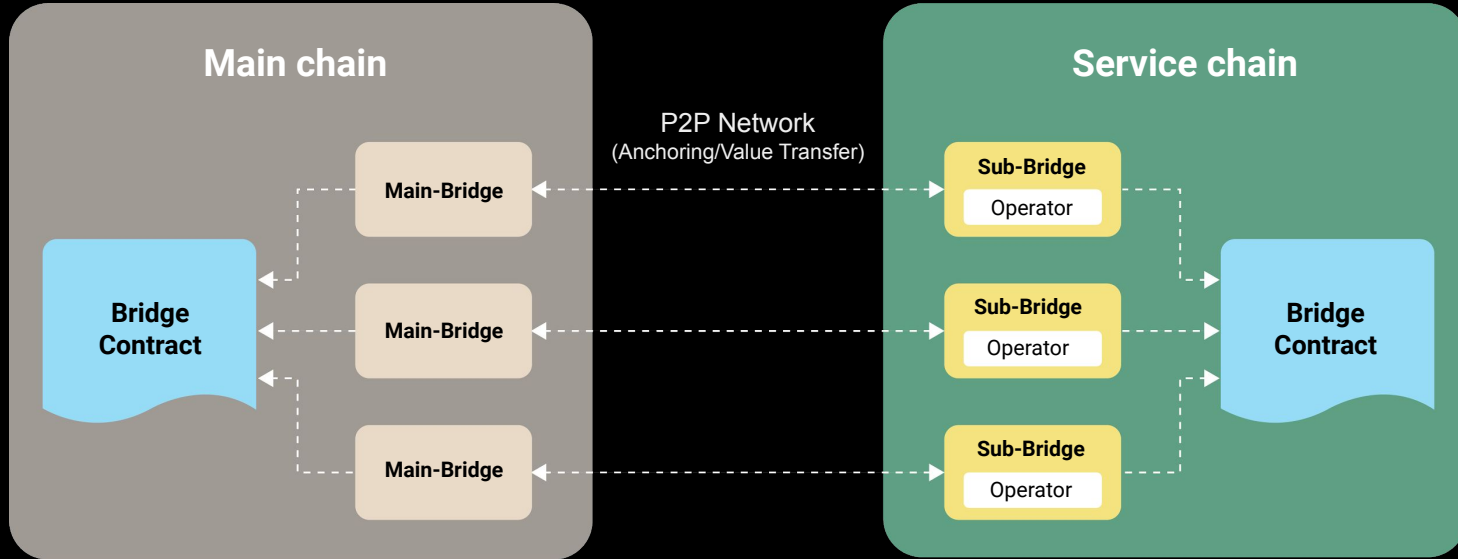 Main chain
Service chain
P2P Network
(Anchoring/Value Transfer)
Main-Bridge
Sub-Bridge
Operator
Bridge
Contract
Main-Bridge
Sub-Bridge
Operator
Bridge
Contract
Main-Bridge
Sub-Bridge
Operator